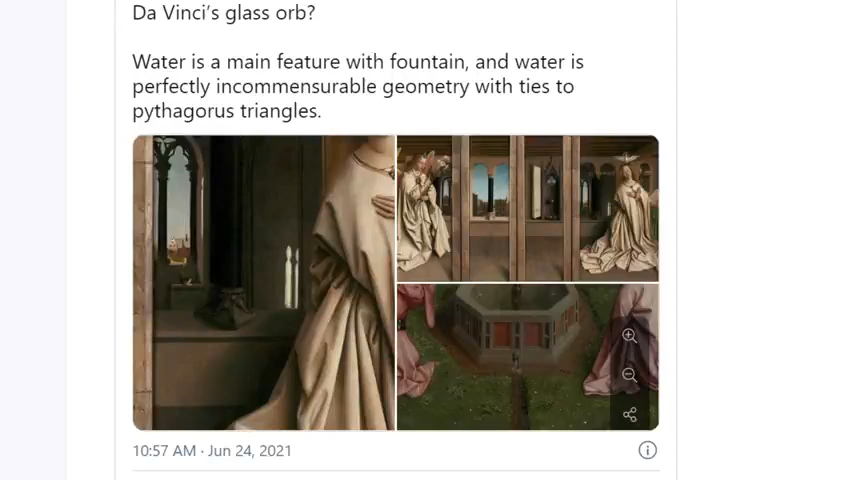 Da Vinci's glass orb?
Water is a main feature with fountain, and water is
perfectly incommensurable geometry with ties to
pythagorus triangles.
10:57 AM · Jun 24, 2021